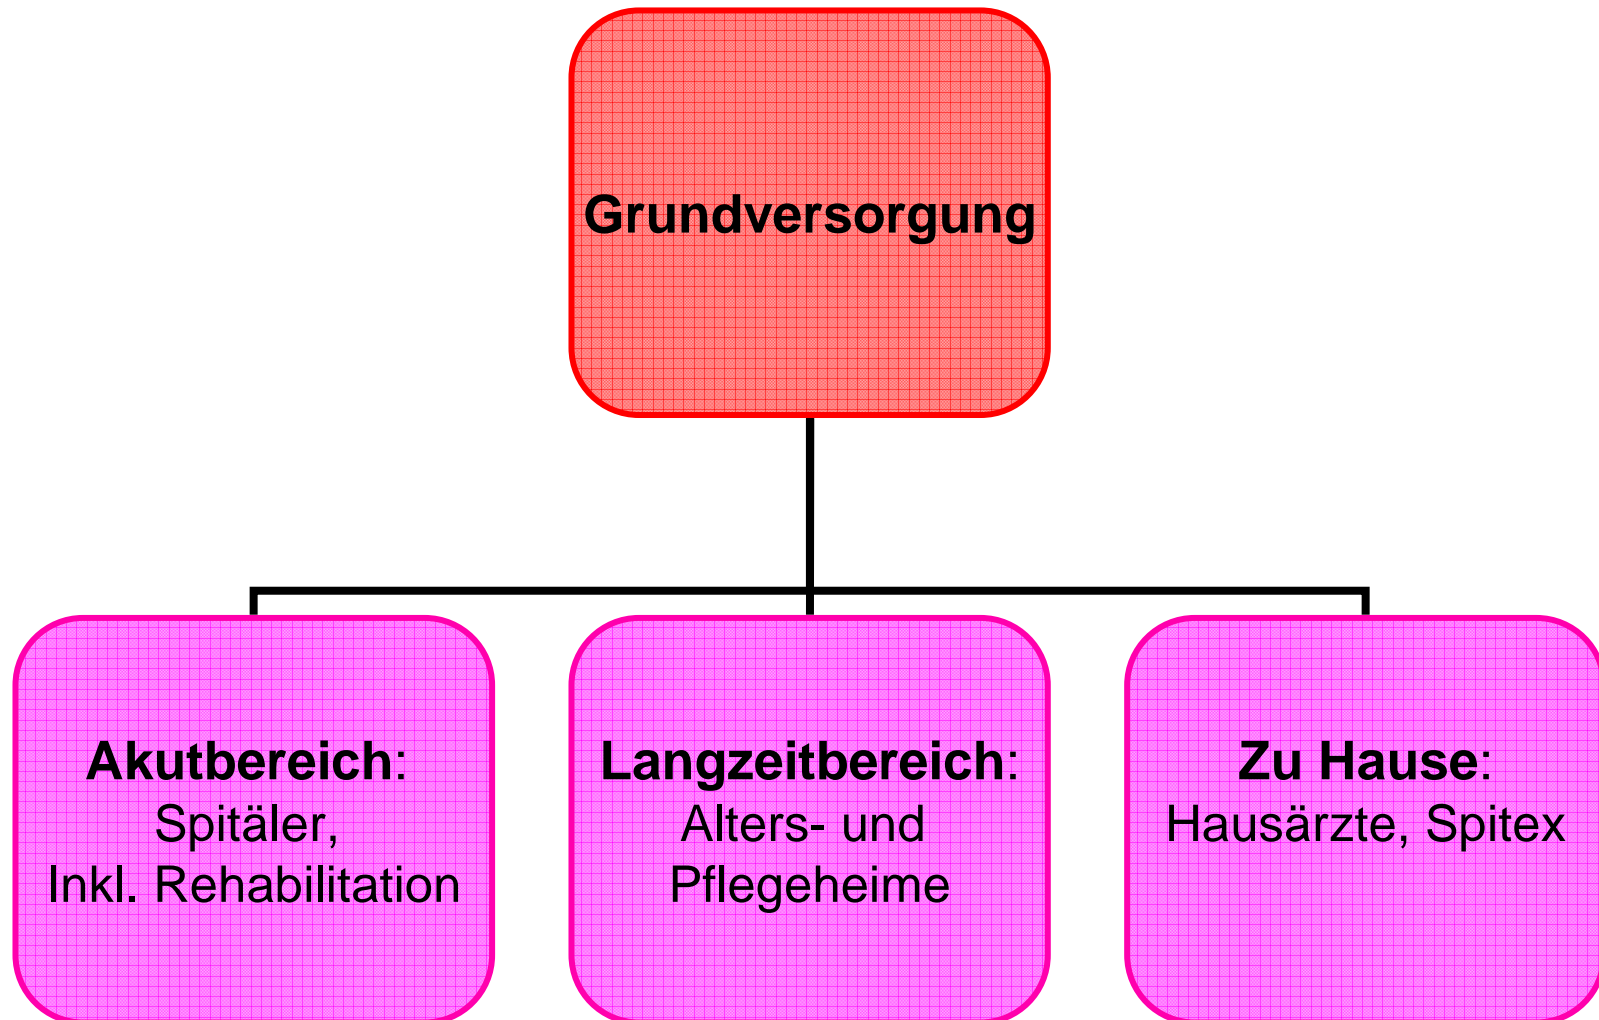 Grundversorgung
Akutbereich:
Spitäler,
Inkl. Rehabilitation
Langzeitbereich:
Alters- und
Pflegeheime
Zu Hause:
Hausärzte, Spitex